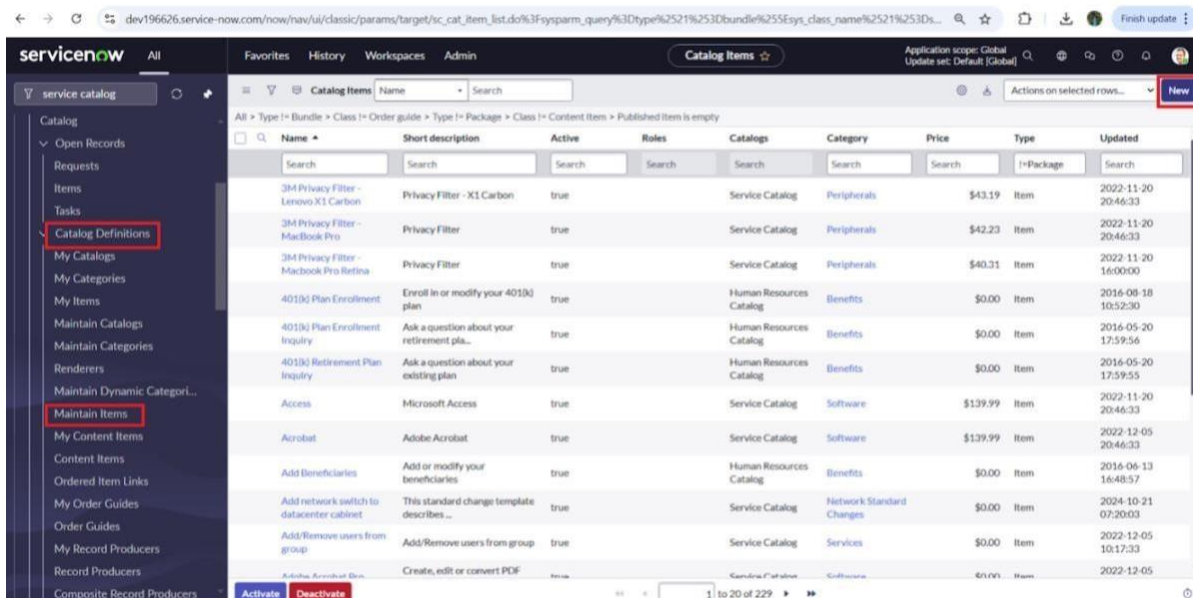 dev196626.service-now.com/now/nav/ui/classic/params/target/sc_cat_item_list.do%3Fsysparm_query%3Dtype%2521%253Dbundle%255Esys_class_name%2521%253Ds...
Finish update
servicenow All Favorites History Workspaces Admin Catalog Items Application scope: Global
Update set: Default [Global]
service catalog
Catalog
Open Records
Requests
Items
Tasks
Catalog Definitions
My Catalogs
My Categories
My Items
Maintain Catalogs
Maintain Categories
Renderers
Maintain Dynamic Categori...
Maintain Items
My Content Items
Content Items
Ordered Item Links
My Order Guides
Order Guides
My Record Producers
Record Producers
Composite Record Producers
Catalog Items Name Search Actions on selected rows... New
All > Type != Bundle > Class != Order guide > Type != Package > Class != Content Item > Published Item is empty
Name Short description Active Roles Catalogs Category Price Type Updated
Search Search Search Search Search Search Search !=Package Search
3M Privacy Filter - Lenovo X1 Carbon Privacy Filter - X1 Carbon true Service Catalog Peripherals $43.19 Item 2022-11-20 20:46:33
3M Privacy Filter - MacBook Pro Privacy Filter true Service Catalog Peripherals $42.23 Item 2022-11-20 20:46:33
3M Privacy Filter - Macbook Pro Retina Privacy Filter true Service Catalog Peripherals $40.31 Item 2022-11-20 16:00:00
401(k) Plan Enrollment Enroll in or modify your 401(k) plan true Human Resources Catalog Benefits $0.00 Item 2016-08-18 10:52:30
401(k) Plan Enrollment Inquiry Ask a question about your retirement pla... true Human Resources Catalog Benefits $0.00 Item 2016-05-20 17:59:56
401(k) Retirement Plan Inquiry Ask a question about your existing plan true Human Resources Catalog Benefits $0.00 Item 2016-05-20 17:59:55
Access Microsoft Access true Service Catalog Software $139.99 Item 2022-11-20 20:46:33
Acrobat Adobe Acrobat true Service Catalog Software $139.99 Item 2022-12-05 20:46:33
Add Beneficiaries Add or modify your beneficiaries true Human Resources Catalog Benefits $0.00 Item 2016-06-13 16:48:57
Add network switch to datacenter cabinet This standard change template describes ... true Service Catalog Network Standard Changes $0.00 Item 2024-10-21 07:20:03
Add/Remove users from group Add/Remove users from group true Service Catalog Services $0.00 Item 2022-12-05 10:17:33
Adobe Acrobat Pro Create, edit or convert PDF true Service Catalog Software $0.00 Item 2022-12-05
Activate Deactivate 1 to 20 of 229